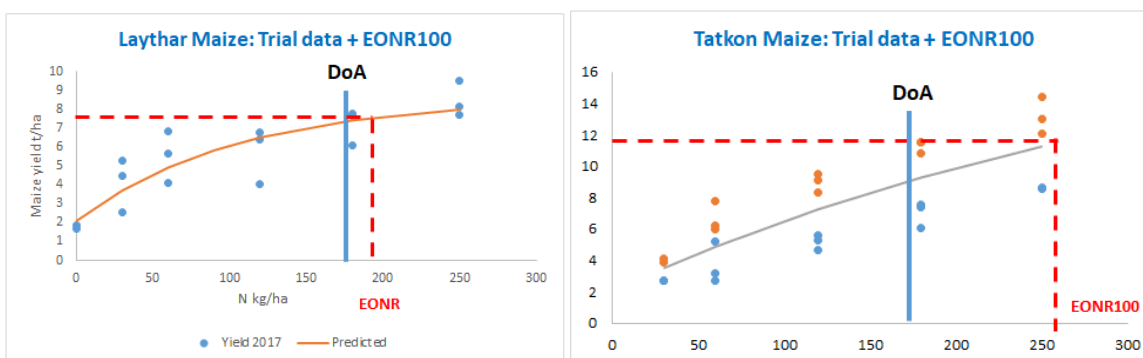 Laythar Maize: Trial data + EONR100
DoA
10
9
8
7
6
5
4
3
2
1
0
Maize yield t/ha
0 50 100 150 200 250 300
N kg/ha
EONR
Yield 2017 Predicted
Tatkon Maize: Trial data + EONR100
DoA
16
14
12
10
8
6
4
2
0
EONR100
0 50 100 150 200 250 300